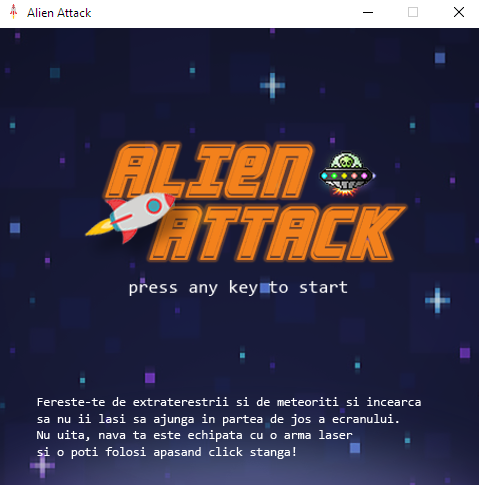 Alien Attack
ALIEN
ATTACK
press any key to start
Fereste-te de extraterestrii si de meteoriti si incearca
sa nu ii lasi sa ajunga in partea de jos a ecranului.
Nu uita, nava ta este echipata cu o arma laser
si o poti folosi apasand click stanga!